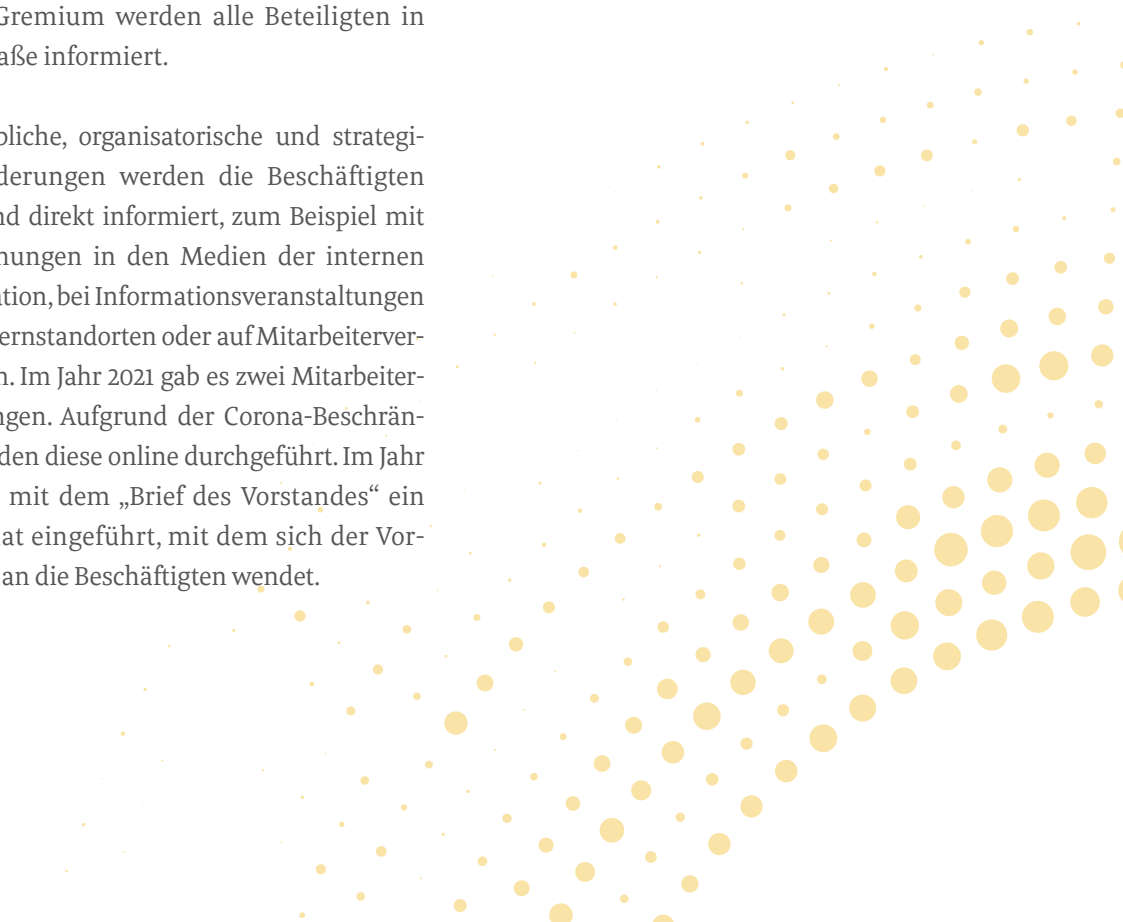 Gremium werden alle Beteiligten in
aße informiert.
bliche, organisatorische und strategi-
derungen werden die Beschäftigten
nd direkt informiert, zum Beispiel mit
nungen in den Medien der internen
tion, bei Informationsveranstaltungen
ernstandorten oder auf Mitarbeiterver-
n. Im Jahr 2021 gab es zwei Mitarbeiter-
ngen. Aufgrund der Corona-Beschrän-
den diese online durchgeführt. Im Jahr
mit dem „Brief des Vorstandes“ ein
at eingeführt, mit dem sich der Vor-
an die Beschäftigten wendet.